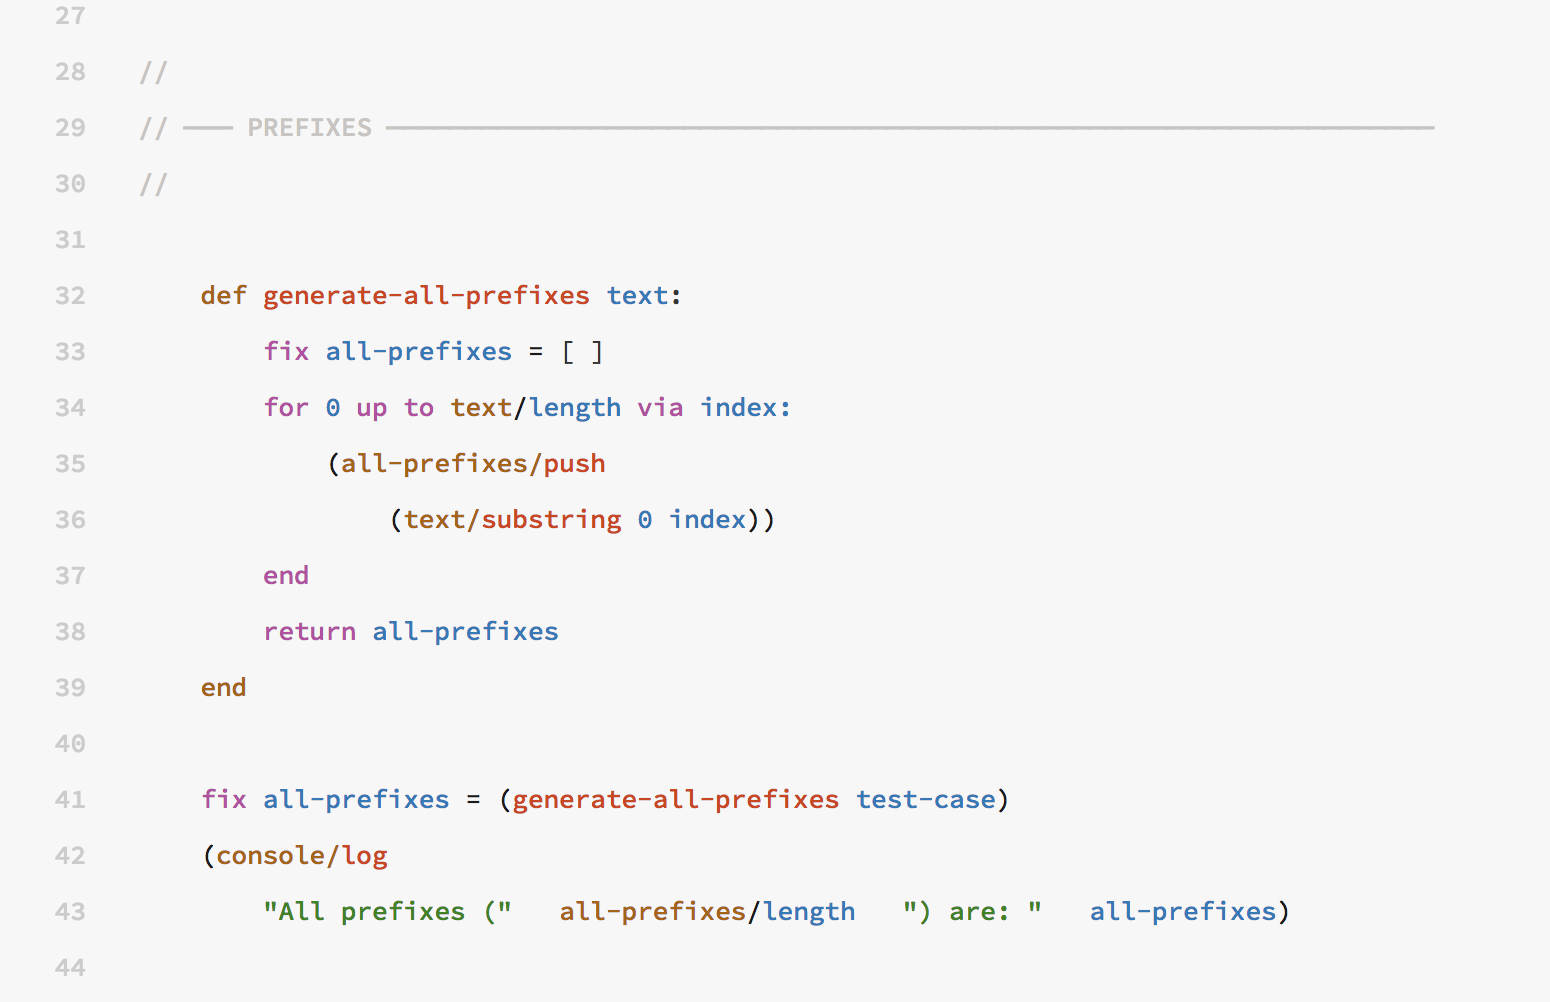 27
28 //
29 // ─── PREFIXES ───────────────────────────────────────────────────────────────────
30 //
31
32 def generate-all-prefixes text:
33 fix all-prefixes = [ ]
34 for 0 up to text/length via index:
35 (all-prefixes/push
36 (text/substring 0 index))
37 end
38 return all-prefixes
39 end
40
41 fix all-prefixes = (generate-all-prefixes test-case)
42 (console/log
43 "All prefixes (" all-prefixes/length ") are: " all-prefixes)
44